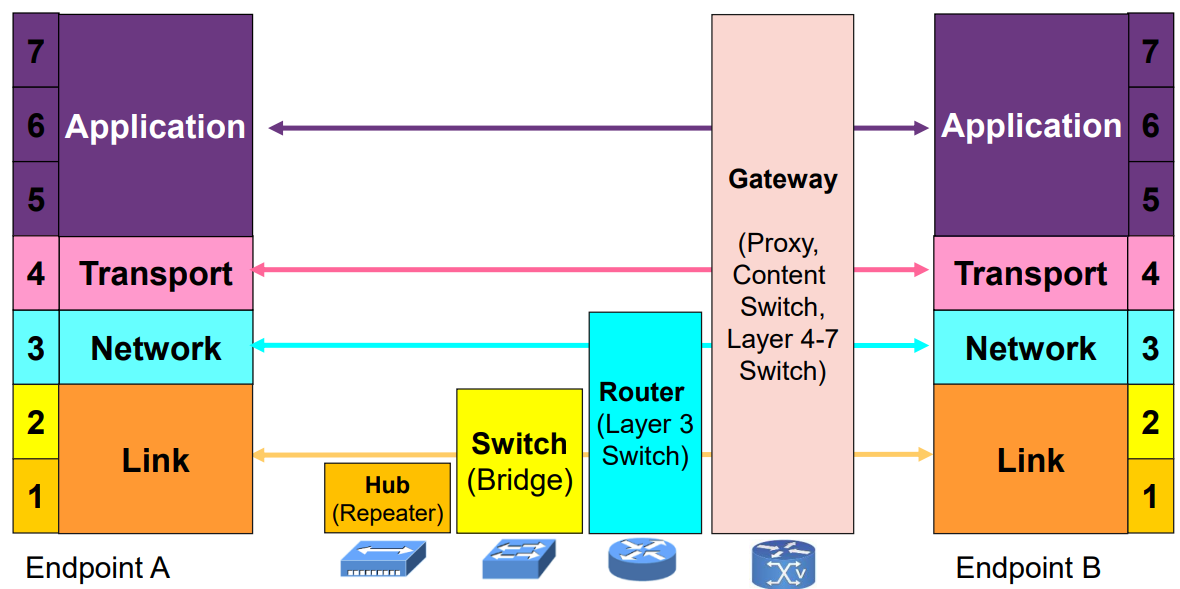 7
6
5
4
3
2
1
Application
Transport
Network
Link
Endpoint A
Hub
(Repeater)
Switch
(Bridge)
Router
(Layer 3
Switch)
Gateway
(Proxy,
Content
Switch,
Layer 4-7
Switch)
V
Application
Transport
Network
Link
7
6
5
4
3
2
1
Endpoint B